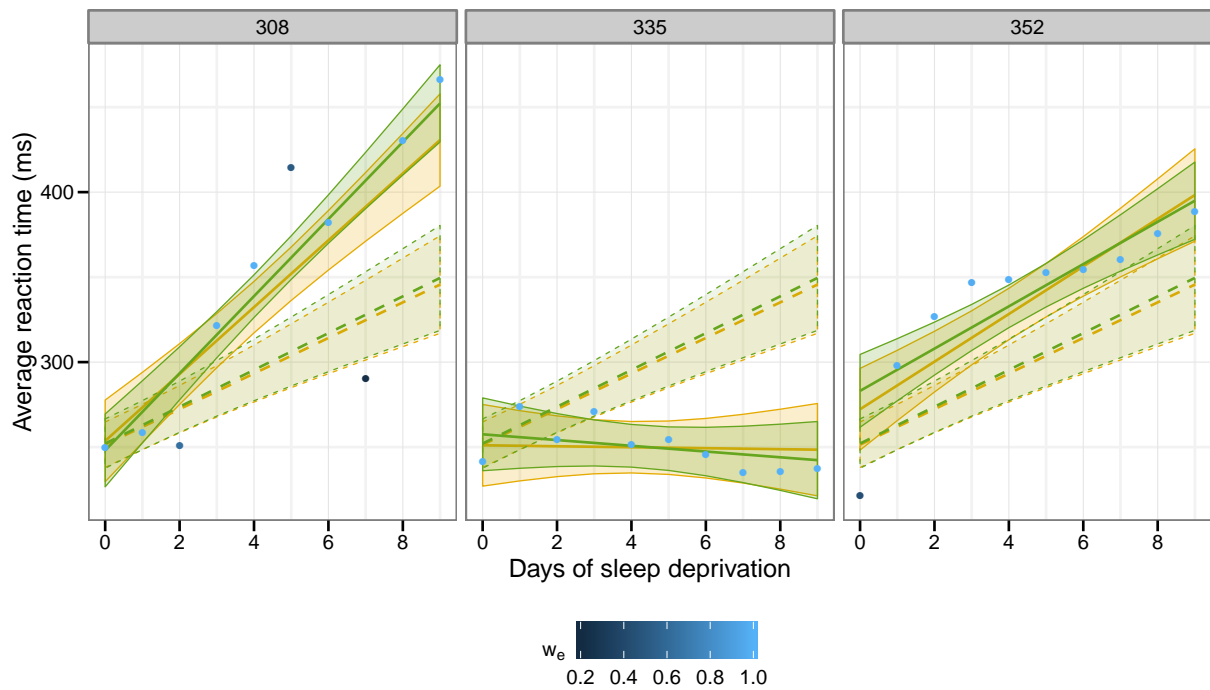 308 335 352
Average reaction time (ms)
400
300
0 2 4 6 8 0 2 4 6 8 0 2 4 6 8
Days of sleep deprivation
w_e
0.2 0.4 0.6 0.8 1.0